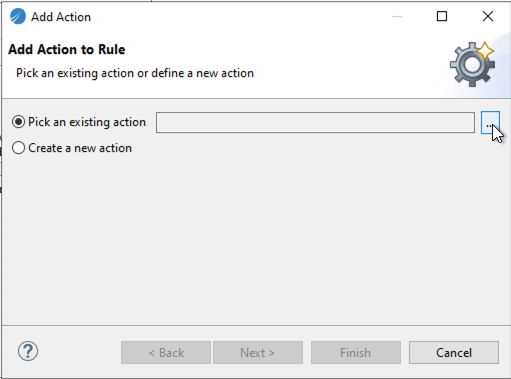 Add Action
Add Action to Rule
Pick an existing action or define a new action
Pick an existing action
...
Create a new action
?
< Back
Next >
Finish
Cancel